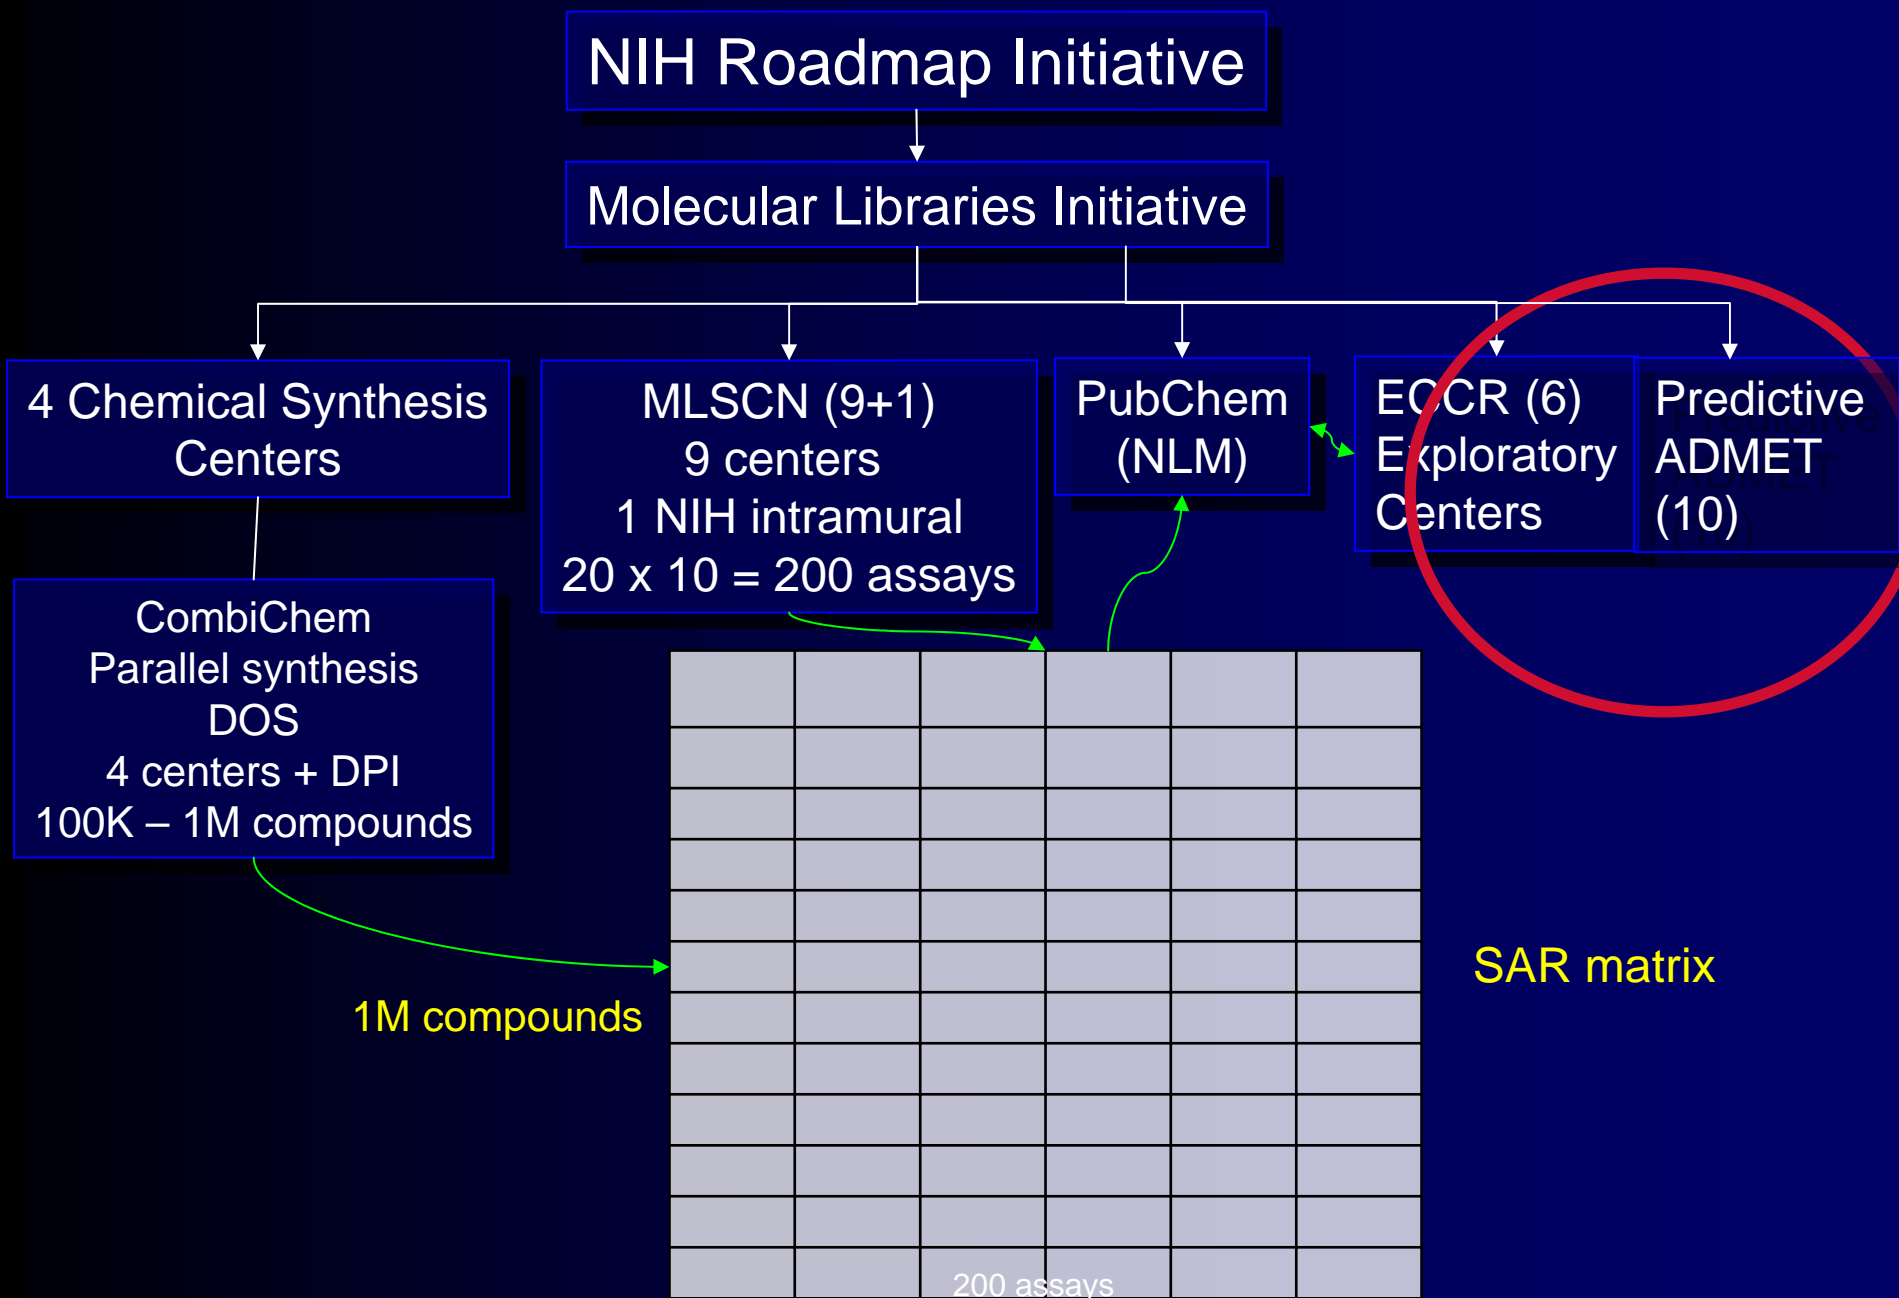 NIH Roadmap Initiative
Molecular Libraries Initiative
4 Chemical Synthesis
Centers
MLSCN (9+1)
9 centers
1 NIH intramural
20 x 10 = 200 assays
PubChem
(NLM)
ECCR (6)
Exploratory
Centers
Predictive
ADMET
(10)
CombiChem
Parallel synthesis
DOS
4 centers + DPI
100K – 1M compounds
SAR matrix
1M compounds
200 assays